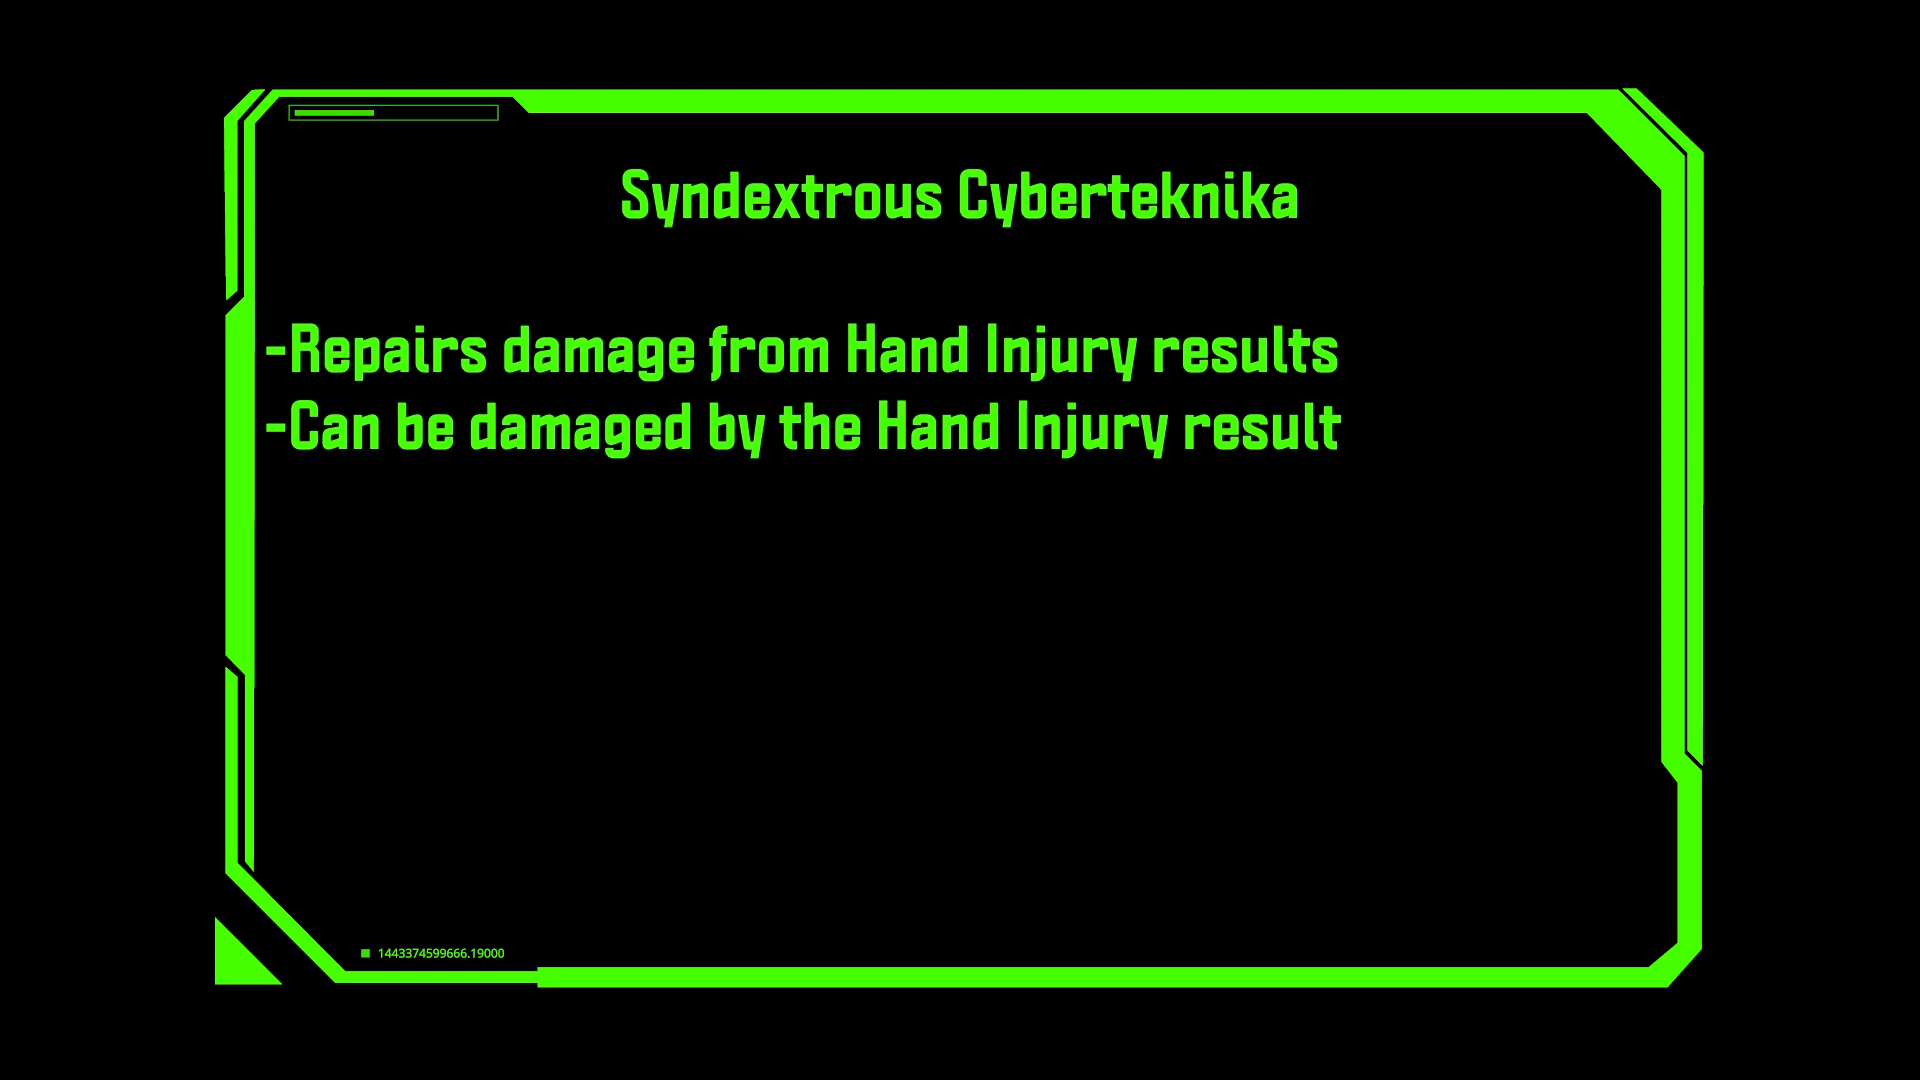 Syndextrous Cyberteknika
-Repairs damage from Hand Injury results
-Can be damaged by the Hand Injury result
1443374599666.19000